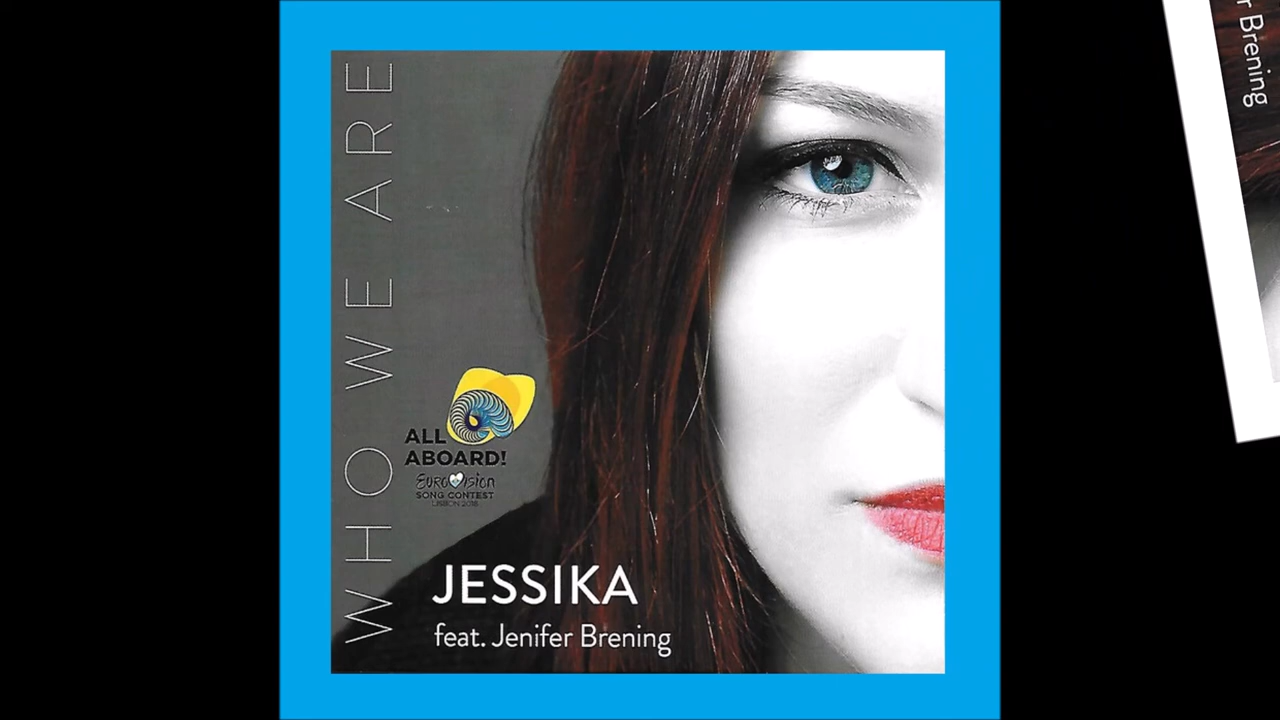 WHO WE ARE
ALL
ABOARD!
EUROVISION
SONG CONTEST
LISBON 2018
JESSIKA
feat. Jenifer Brening
r Brening